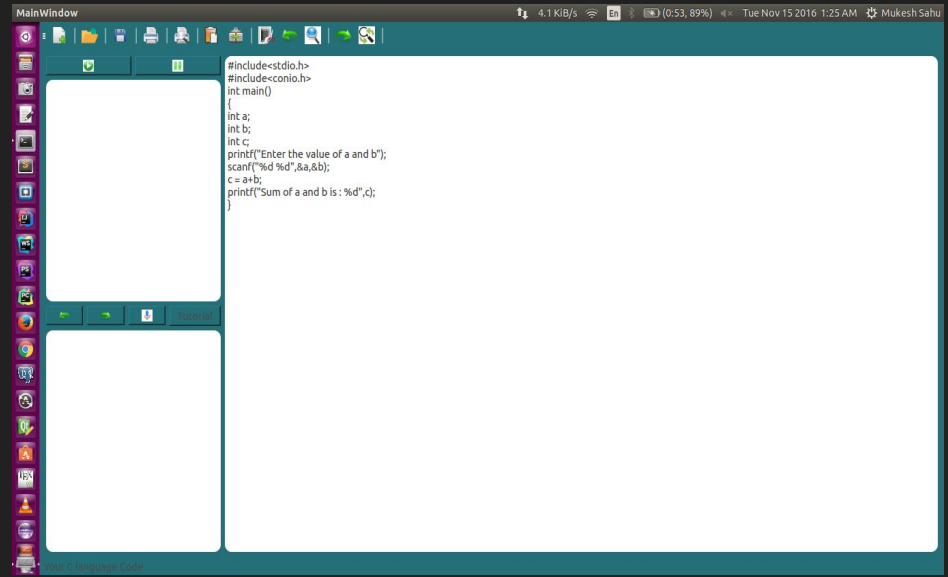 MainWindow
4.1 KiB/s En (0:53, 89%) Tue Nov 15 2016 1:25 AM Mukesh Sahu
#include<stdio.h>
#include<conio.h>
int main()
{
int a;
int b;
int c;
printf("Enter the value of a and b");
scanf("%d %d",&a,&b);
c = a+b;
printf("Sum of a and b is : %d",c);
}
Tutorial
Your C language Code